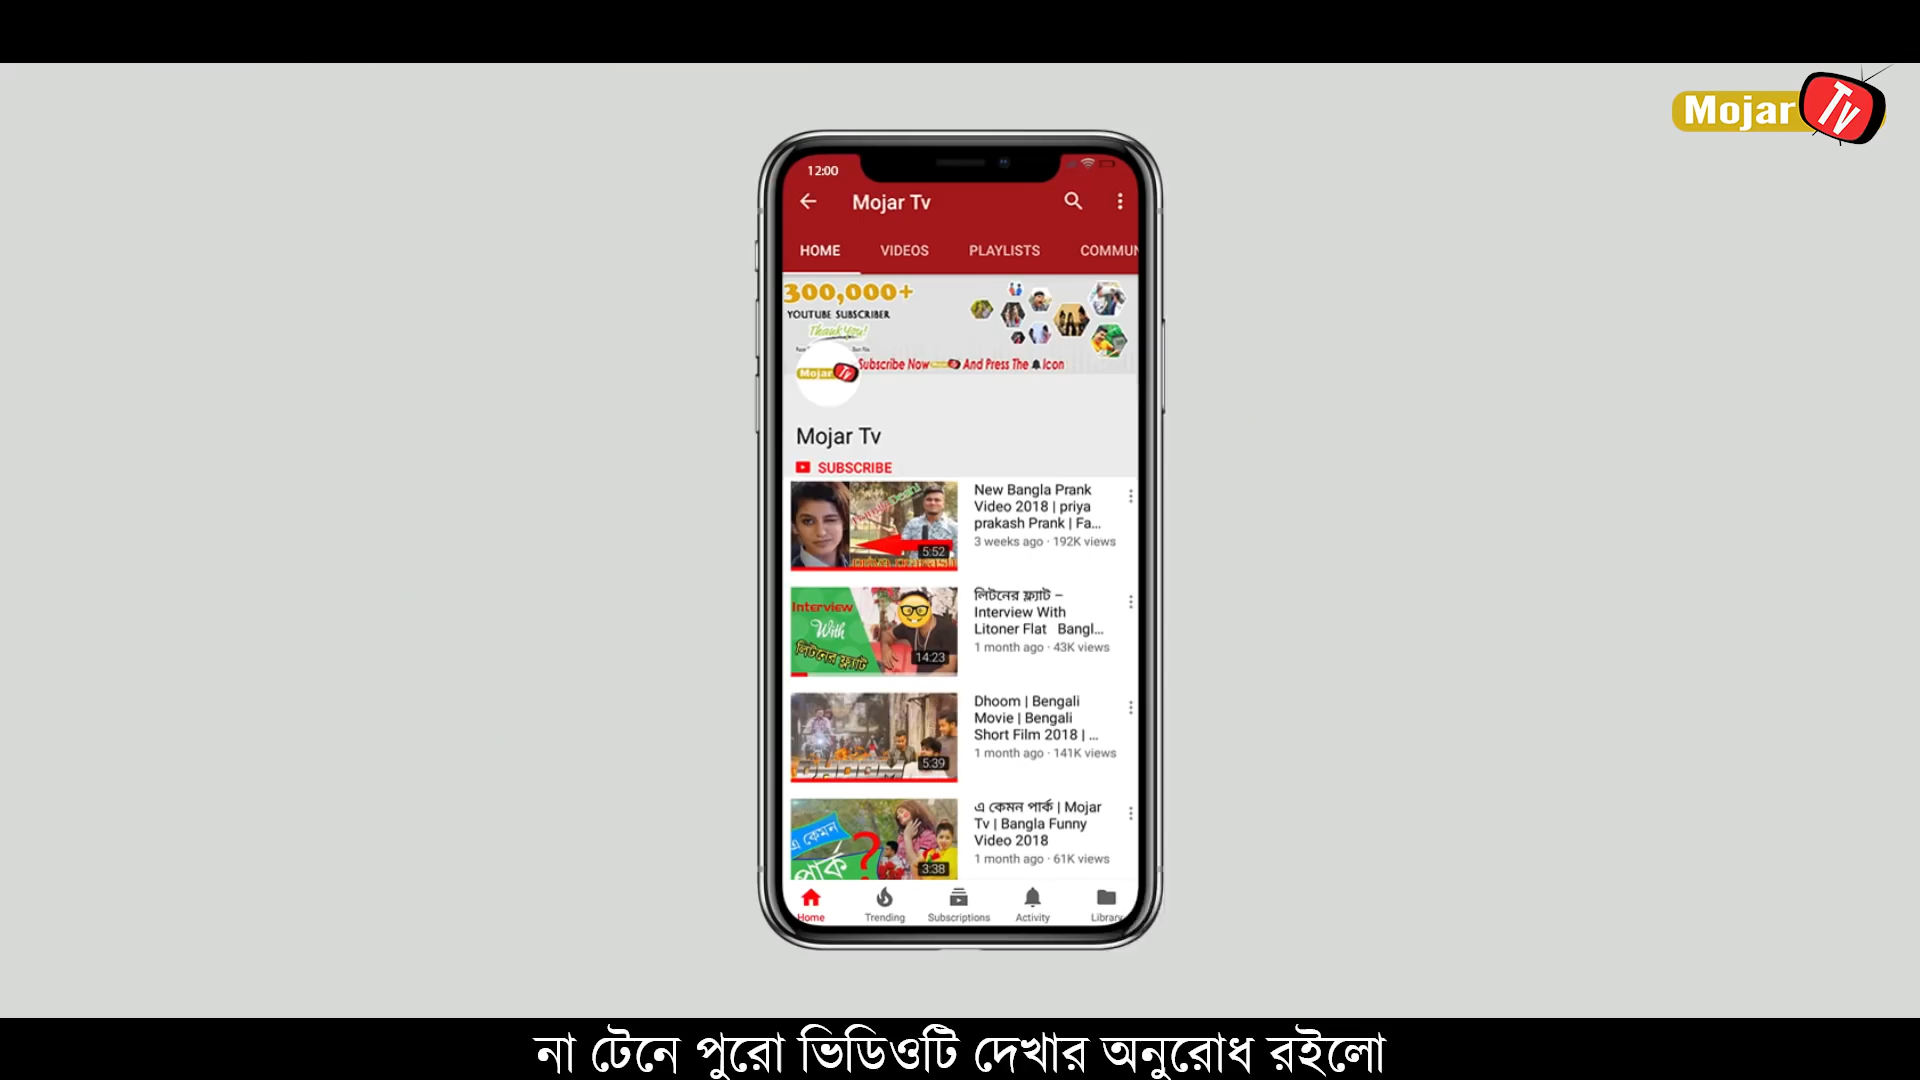 Mojar Tv
12:00
Mojar Tv
HOME VIDEOS PLAYLISTS COMMUN
300,000+
YOUTUBE SUBSCRIBER
Thank You!
Subscribe Now And Press The Icon
Mojar Tv
Mojar Tv
SUBSCRIBE
5:52
New Bangla Prank
Video 2018 | priya
prakash Prank | Fa...
3 weeks ago · 192K views
Interview
With
লিটনের ফ্ল্যাট
14:23
লিটনের ফ্ল্যাট –
Interview With
Litoner Flat Bangl...
1 month ago · 43K views
DHOOM
5:39
Dhoom | Bengali
Movie | Bengali
Short Film 2018 | ...
1 month ago · 141K views
এ কেমন
পার্ক ?
3:38
এ কেমন পার্ক | Mojar
Tv | Bangla Funny
Video 2018
1 month ago · 61K views
Home Trending Subscriptions Activity Library
না টেনে পুরো ভিডিওটি দেখার অনুরোধ রইলো